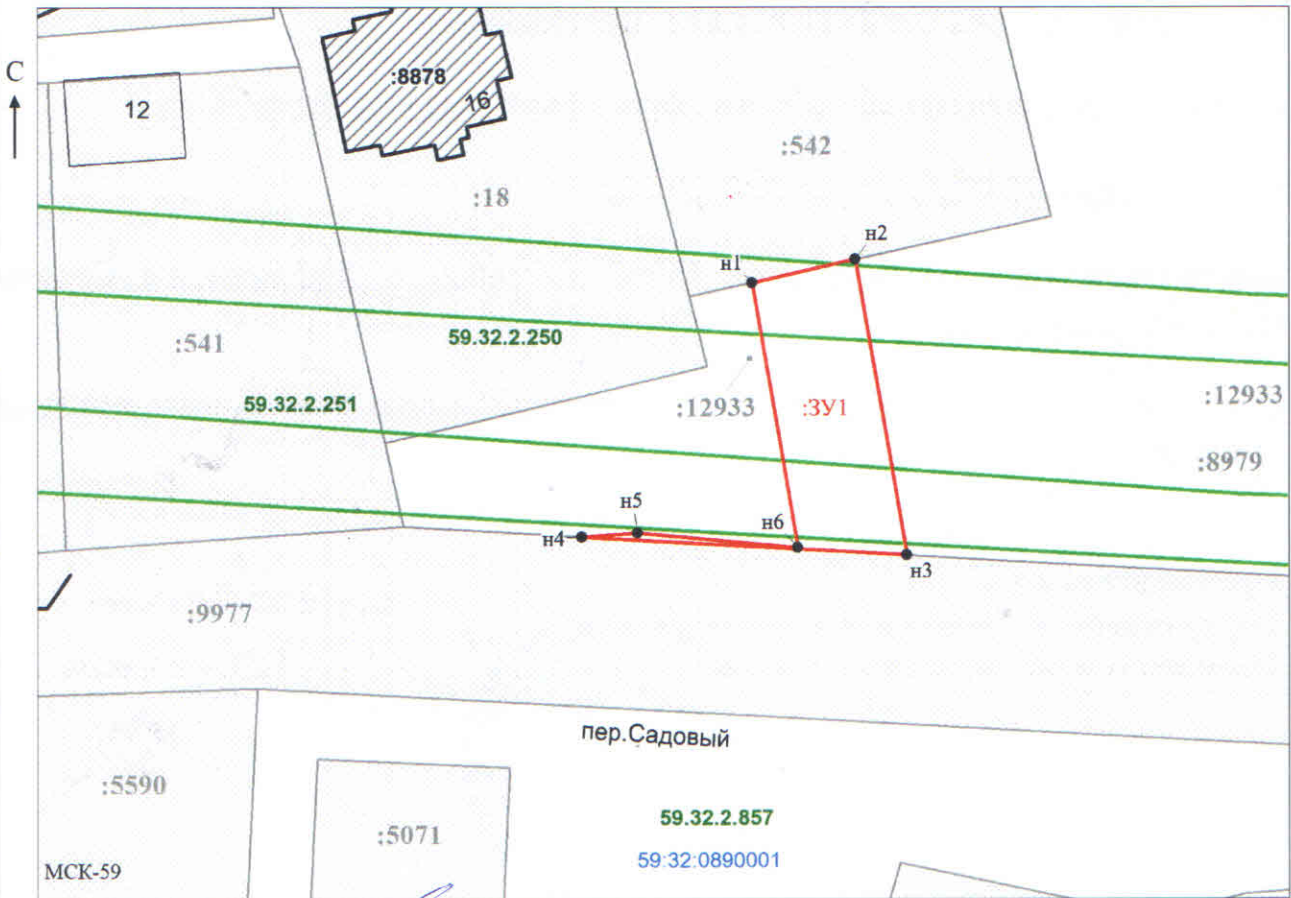 С
12
:8878
16
:542
:18
н2
н1
:541
59.32.2.250
59.32.2.251
:12933
:ЗУ1
:12933
:8979
н5
н6
н4
н3
:9977
пер.Садовый
:5590
:5071
59.32.2.857
59:32:0890001
МСК-59